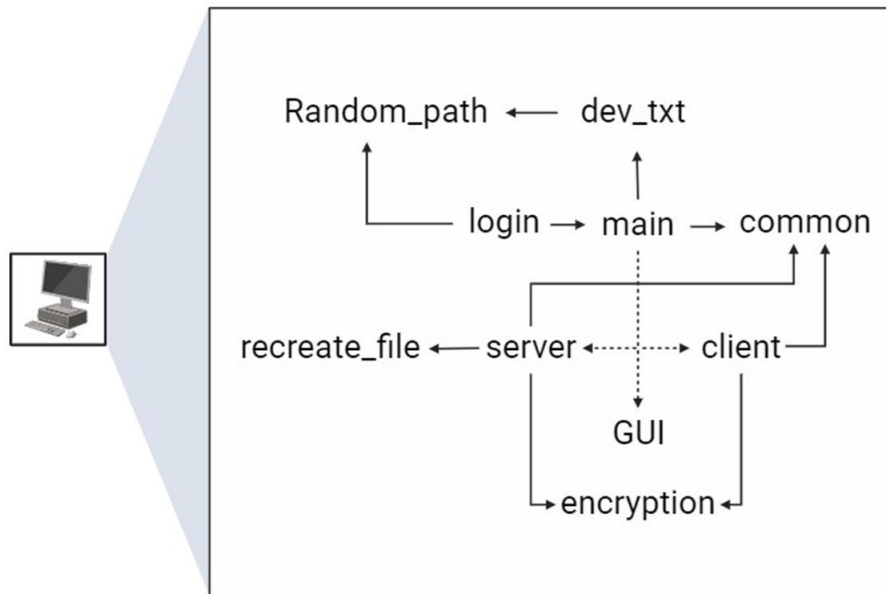 Random_path
dev_txt
login
main
common
recreate_file
server
client
GUI
encryption